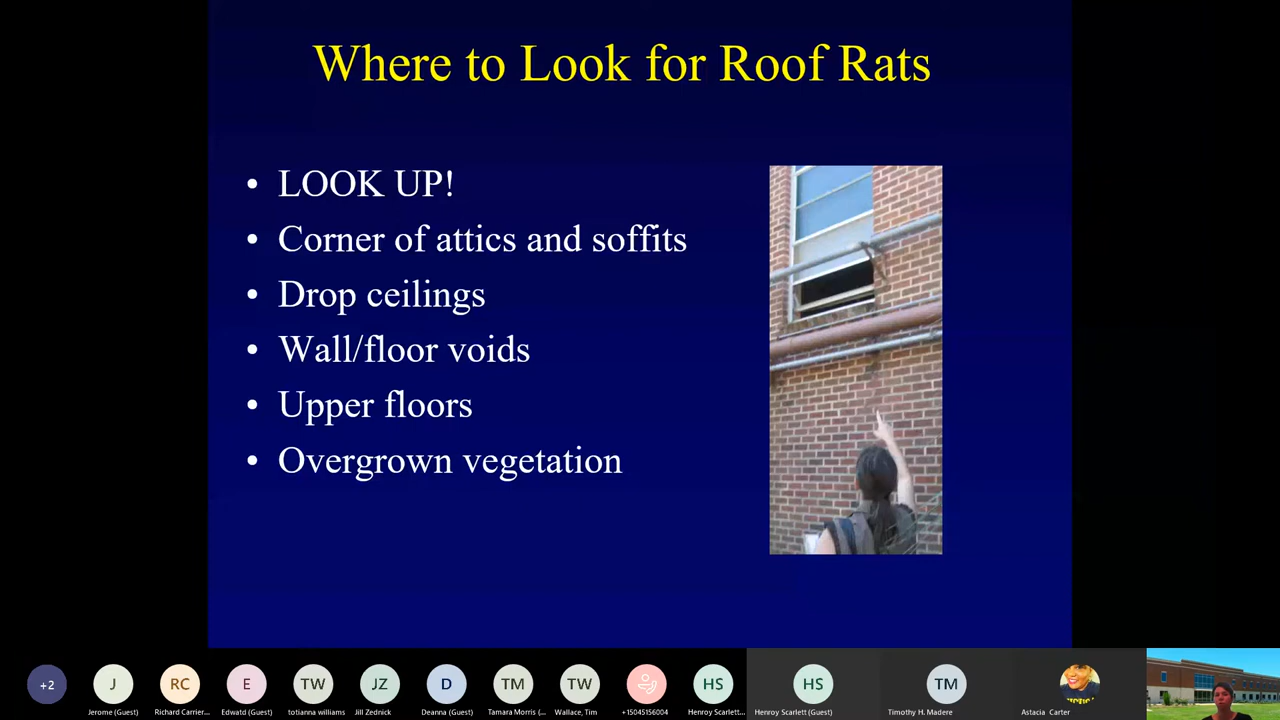 Where to Look for Roof Rats
• LOOK UP!
• Corner of attics and soffits
• Drop ceilings
• Wall/floor voids
• Upper floors
• Overgrown vegetation
+2
J
RC
E
TW
JZ
D
TM
TW
HS
HS
TM
Jerome (Guest)
Richard Carrier...
Edwatd (Guest)
totianna williams
Jill Zednick
Deanna (Guest)
Tamara Morris (...
Wallace, Tim
+15045156004
Henroy Scarlett...
Henroy Scarlett (Guest)
Timothy H. Madere
Astacia Carter